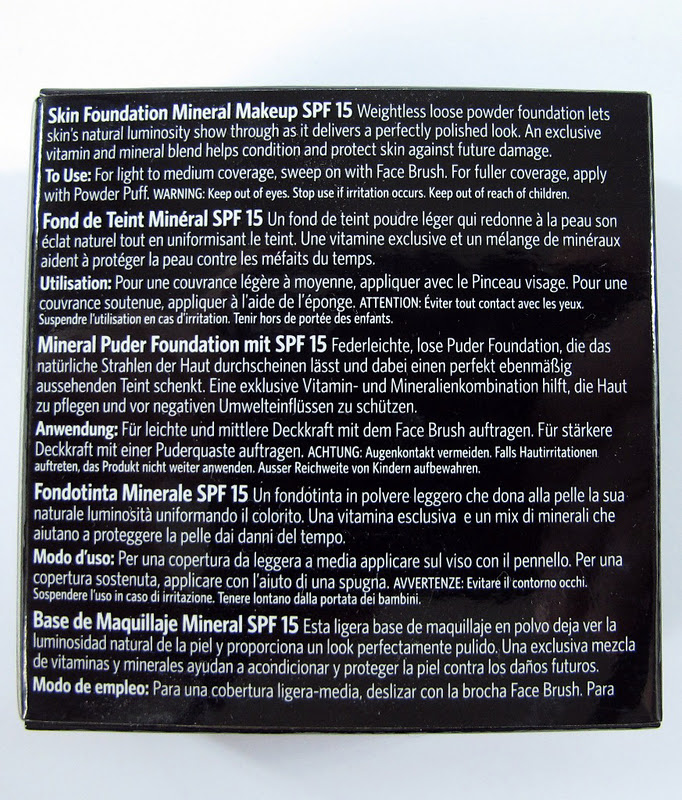 Skin Foundation Mineral Makeup SPF 15 Weightless loose powder foundation lets
skin's natural luminosity show through as it delivers a perfectly polished look. An exclusive
vitamin and mineral blend helps condition and protect skin against future damage.
To Use: For light to medium coverage, sweep on with Face Brush. For fuller coverage, apply
with Powder Puff. WARNING: Keep out of eyes. Stop use if irritation occurs. Keep out of reach of children.
Fond de Teint Minéral SPF 15 Un fond de teint poudre léger qui redonne à la peau son
éclat naturel tout en uniformisant le teint. Une vitamine exclusive et un mélange de minéraux
aident à protéger la peau contre les méfaits du temps.
Utilisation: Pour une couvrance légère à moyenne, appliquer avec le Pinceau visage. Pour une
couvrance soutenue, appliquer à l'aide de l'éponge. ATTENTION: Éviter tout contact avec les yeux.
Suspendre l'utilisation en cas d'irritation. Tenir hors de portée des enfants.
Mineral Puder Foundation mit SPF 15 Federleichte, lose Puder Foundation, die das
natürliche Strahlen der Haut durchscheinen lässt und dabei einen perfekt ebenmäßig
aussehenden Teint schenkt. Eine exklusive Vitamin- und Mineralienkombination hilft, die Haut
zu pflegen und vor negativen Umwelteinflüssen zu schützen.
Anwendung: Für leichte und mittlere Deckkraft mit dem Face Brush auftragen. Für stärkere
Deckkraft mit einer Puderquaste auftragen. ACHTUNG: Augenkontakt vermeiden. Falls Hautirritationen
auftreten, das Produkt nicht weiter anwenden. Ausser Reichweite von Kindern aufbewahren.
Fondotinta Minerale SPF 15 Un fondotinta in polvere leggero che dona alla pelle la sua
naturale luminosità uniformando il colorito. Una vitamina esclusiva e un mix di minerali che
aiutano a proteggere la pelle dai danni del tempo.
Modo d'uso: Per una copertura da leggera a media applicare sul viso con il pennello. Per una
copertura sostenuta, applicare con l'aiuto di una spugna. AVVERTENZE: Evitare il contorno occhi.
Sospendere l'uso in caso di irritazione. Tenere lontano dalla portata dei bambini.
Base de Maquillaje Mineral SPF 15 Esta ligera base de maquillaje en polvo deja ver la
luminosidad natural de la piel y proporciona un look perfectamente pulido. Una exclusiva mezcla
de vitaminas y minerales ayudan a acondicionar y proteger la piel contra los daños futuros.
Modo de empleo: Para una cobertura ligera-media, deslizar con la brocha Face Brush. Para